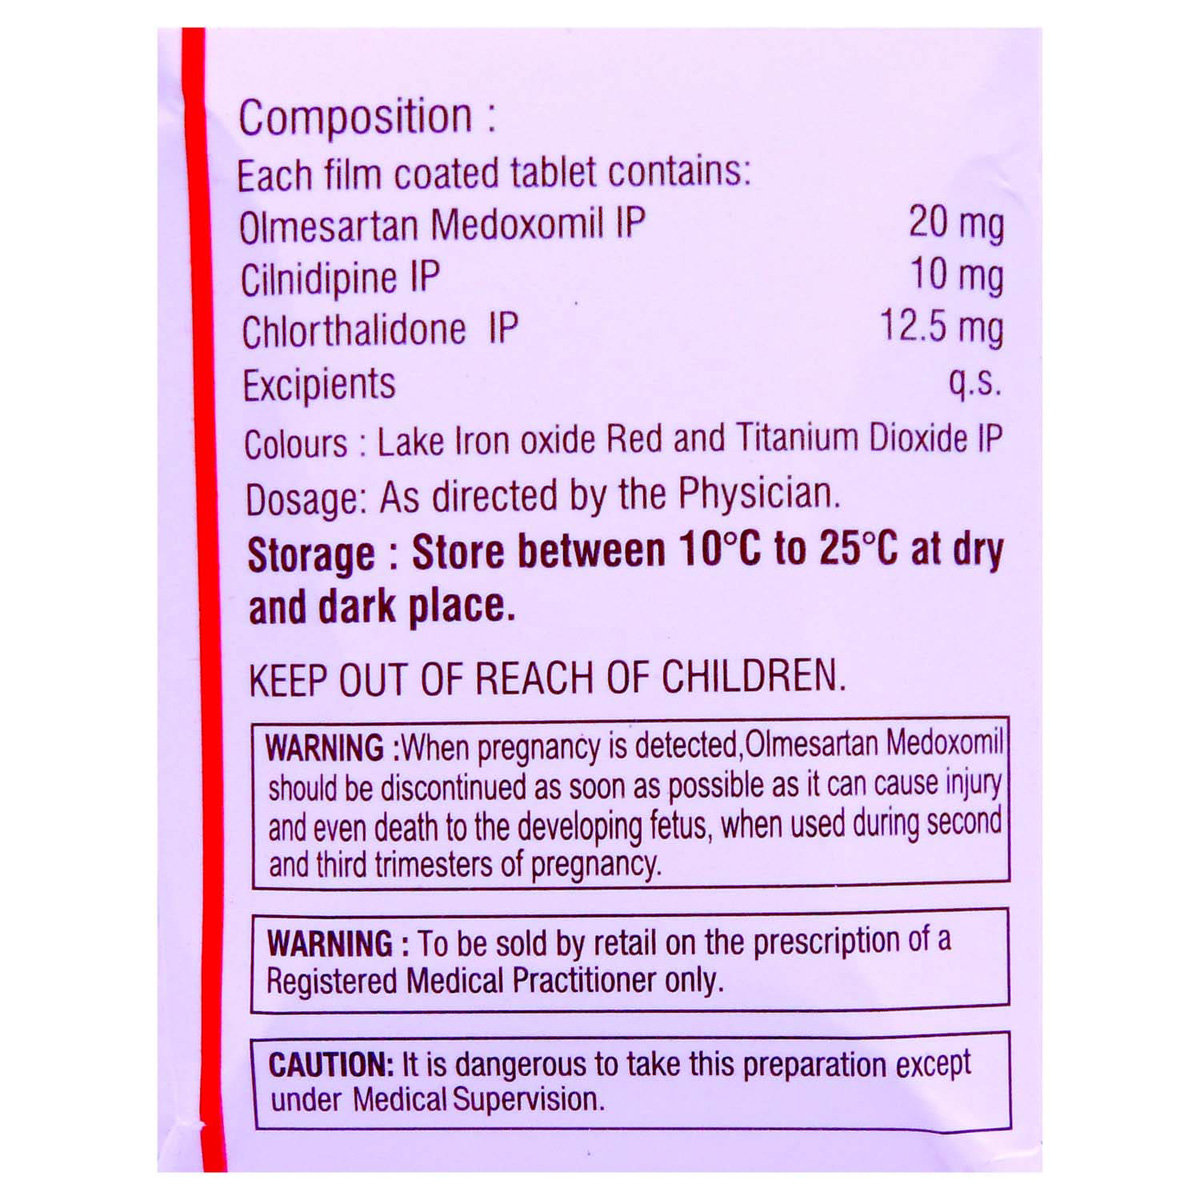 Composition :
Each film coated tablet contains:
Olmesartan Medoxomil IP 20 mg
Cilnidipine IP 10 mg
Chlorthalidone IP 12.5 mg
Excipients q.s.
Colours : Lake Iron oxide Red and Titanium Dioxide IP
Dosage: As directed by the Physician.
Storage : Store between 10°C to 25°C at dry
and dark place.
KEEP OUT OF REACH OF CHILDREN.
WARNING :When pregnancy is detected,Olmesartan Medoxomil
should be discontinued as soon as possible as it can cause injury
and even death to the developing fetus, when used during second
and third trimesters of pregnancy.
WARNING : To be sold by retail on the prescription of a
Registered Medical Practitioner only.
CAUTION: It is dangerous to take this preparation except
under Medical Supervision.